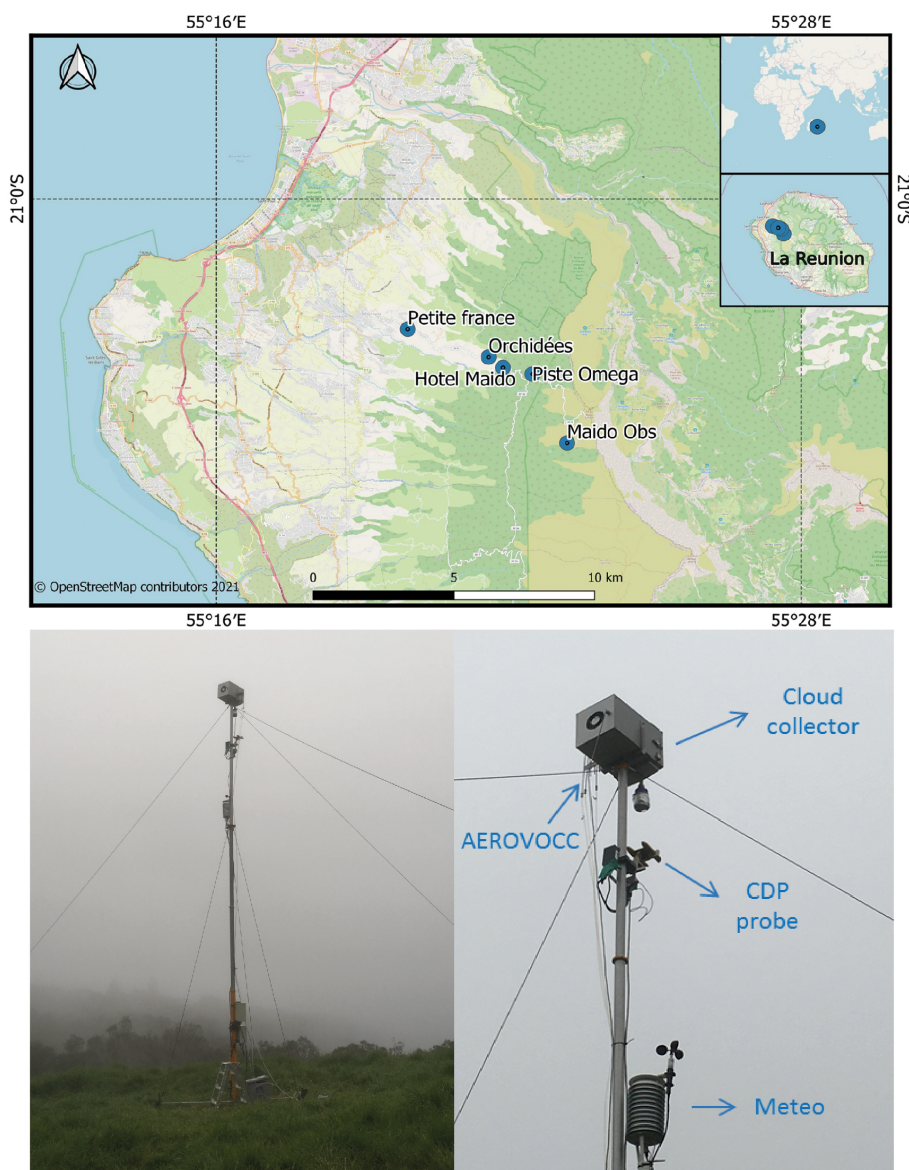 55°16′E
55°28′E
21°0′S
21°0′S
La Reunion
Petite france
Orchidées
Hotel Maido
Piste Omega
Maido Obs
0
5
10 km
© OpenStreetMap contributors 2021
55°16′E
55°28′E
Cloud
collector
AEROVOCC
CDP
probe
Meteo